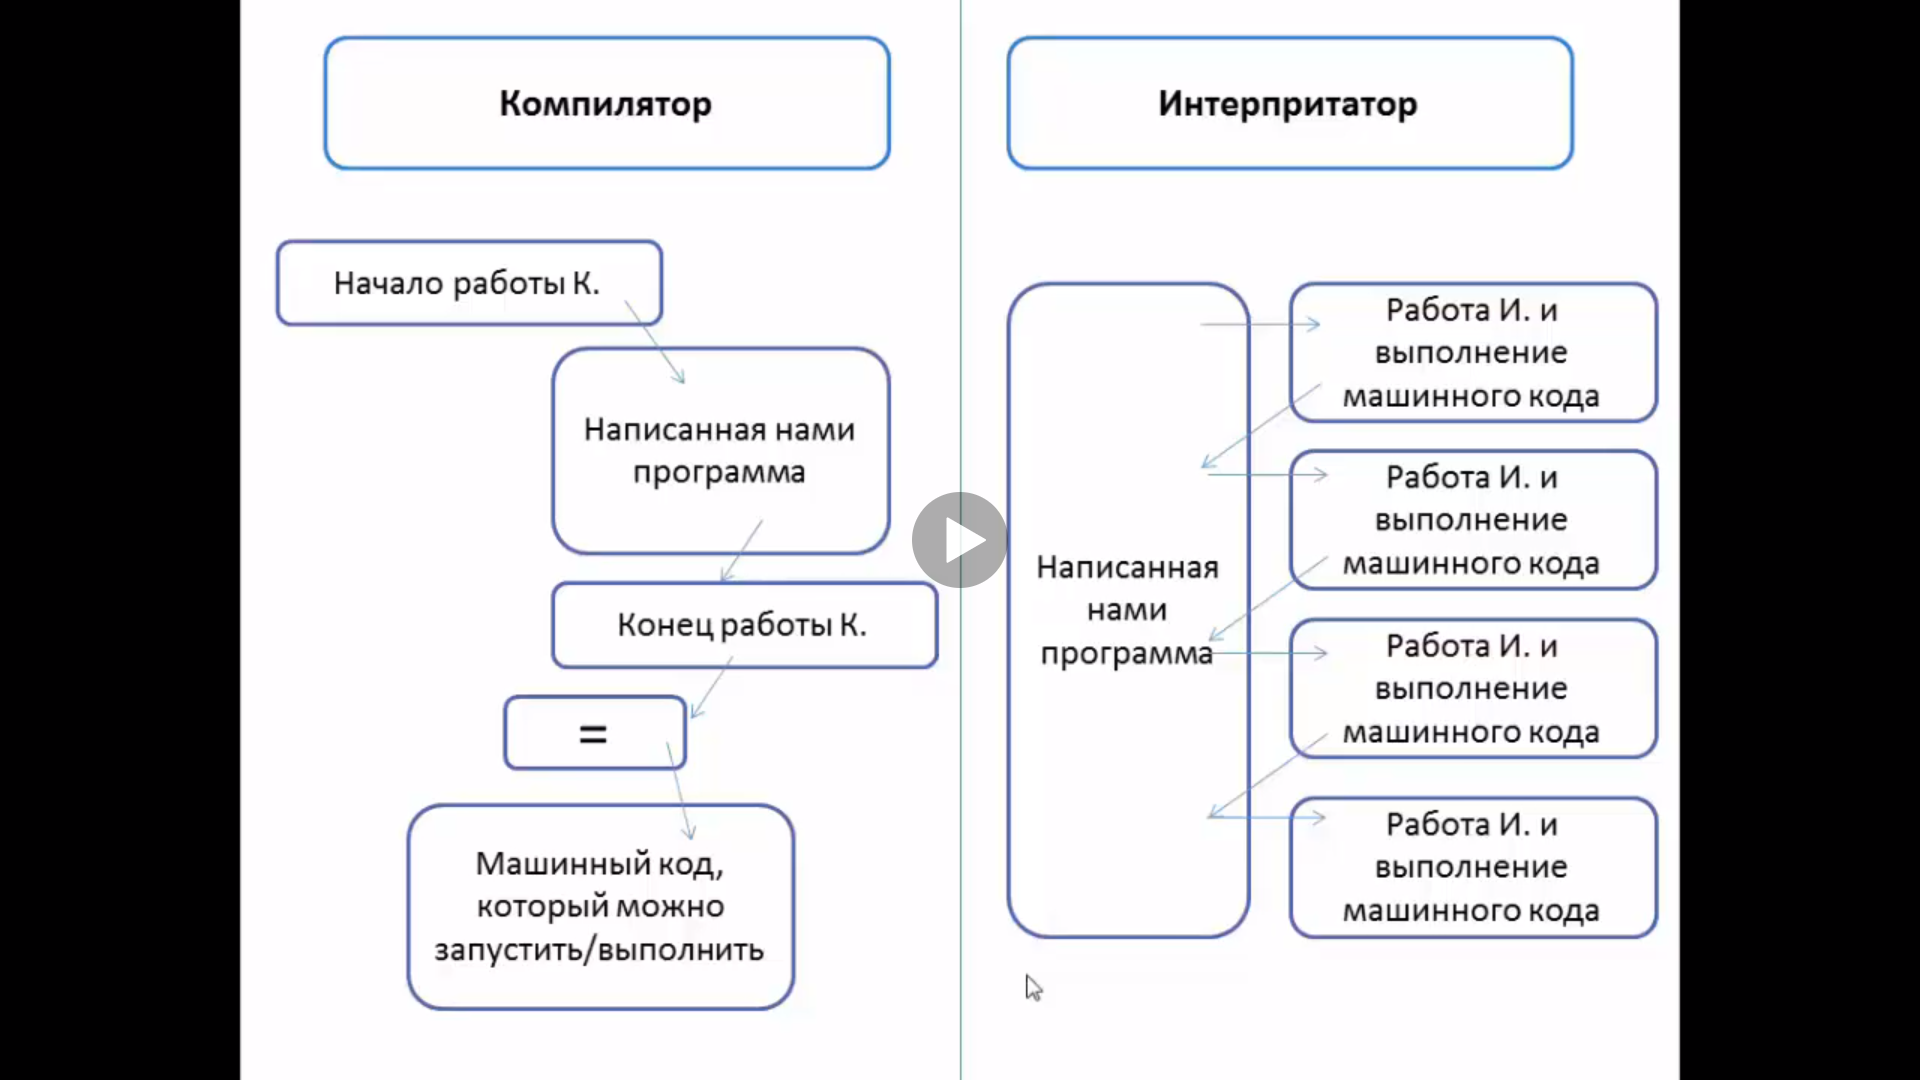 Компилятор
Начало работы К.
Написанная нами
программа
Конец работы К.
=
Машинный код,
который можно
запустить/выполнить
Интерпритатор
Написанная
нами
программа
Работа И. и
выполнение
машинного кода
Работа И. и
выполнение
машинного кода
Работа И. и
выполнение
машинного кода
Работа И. и
выполнение
машинного кода